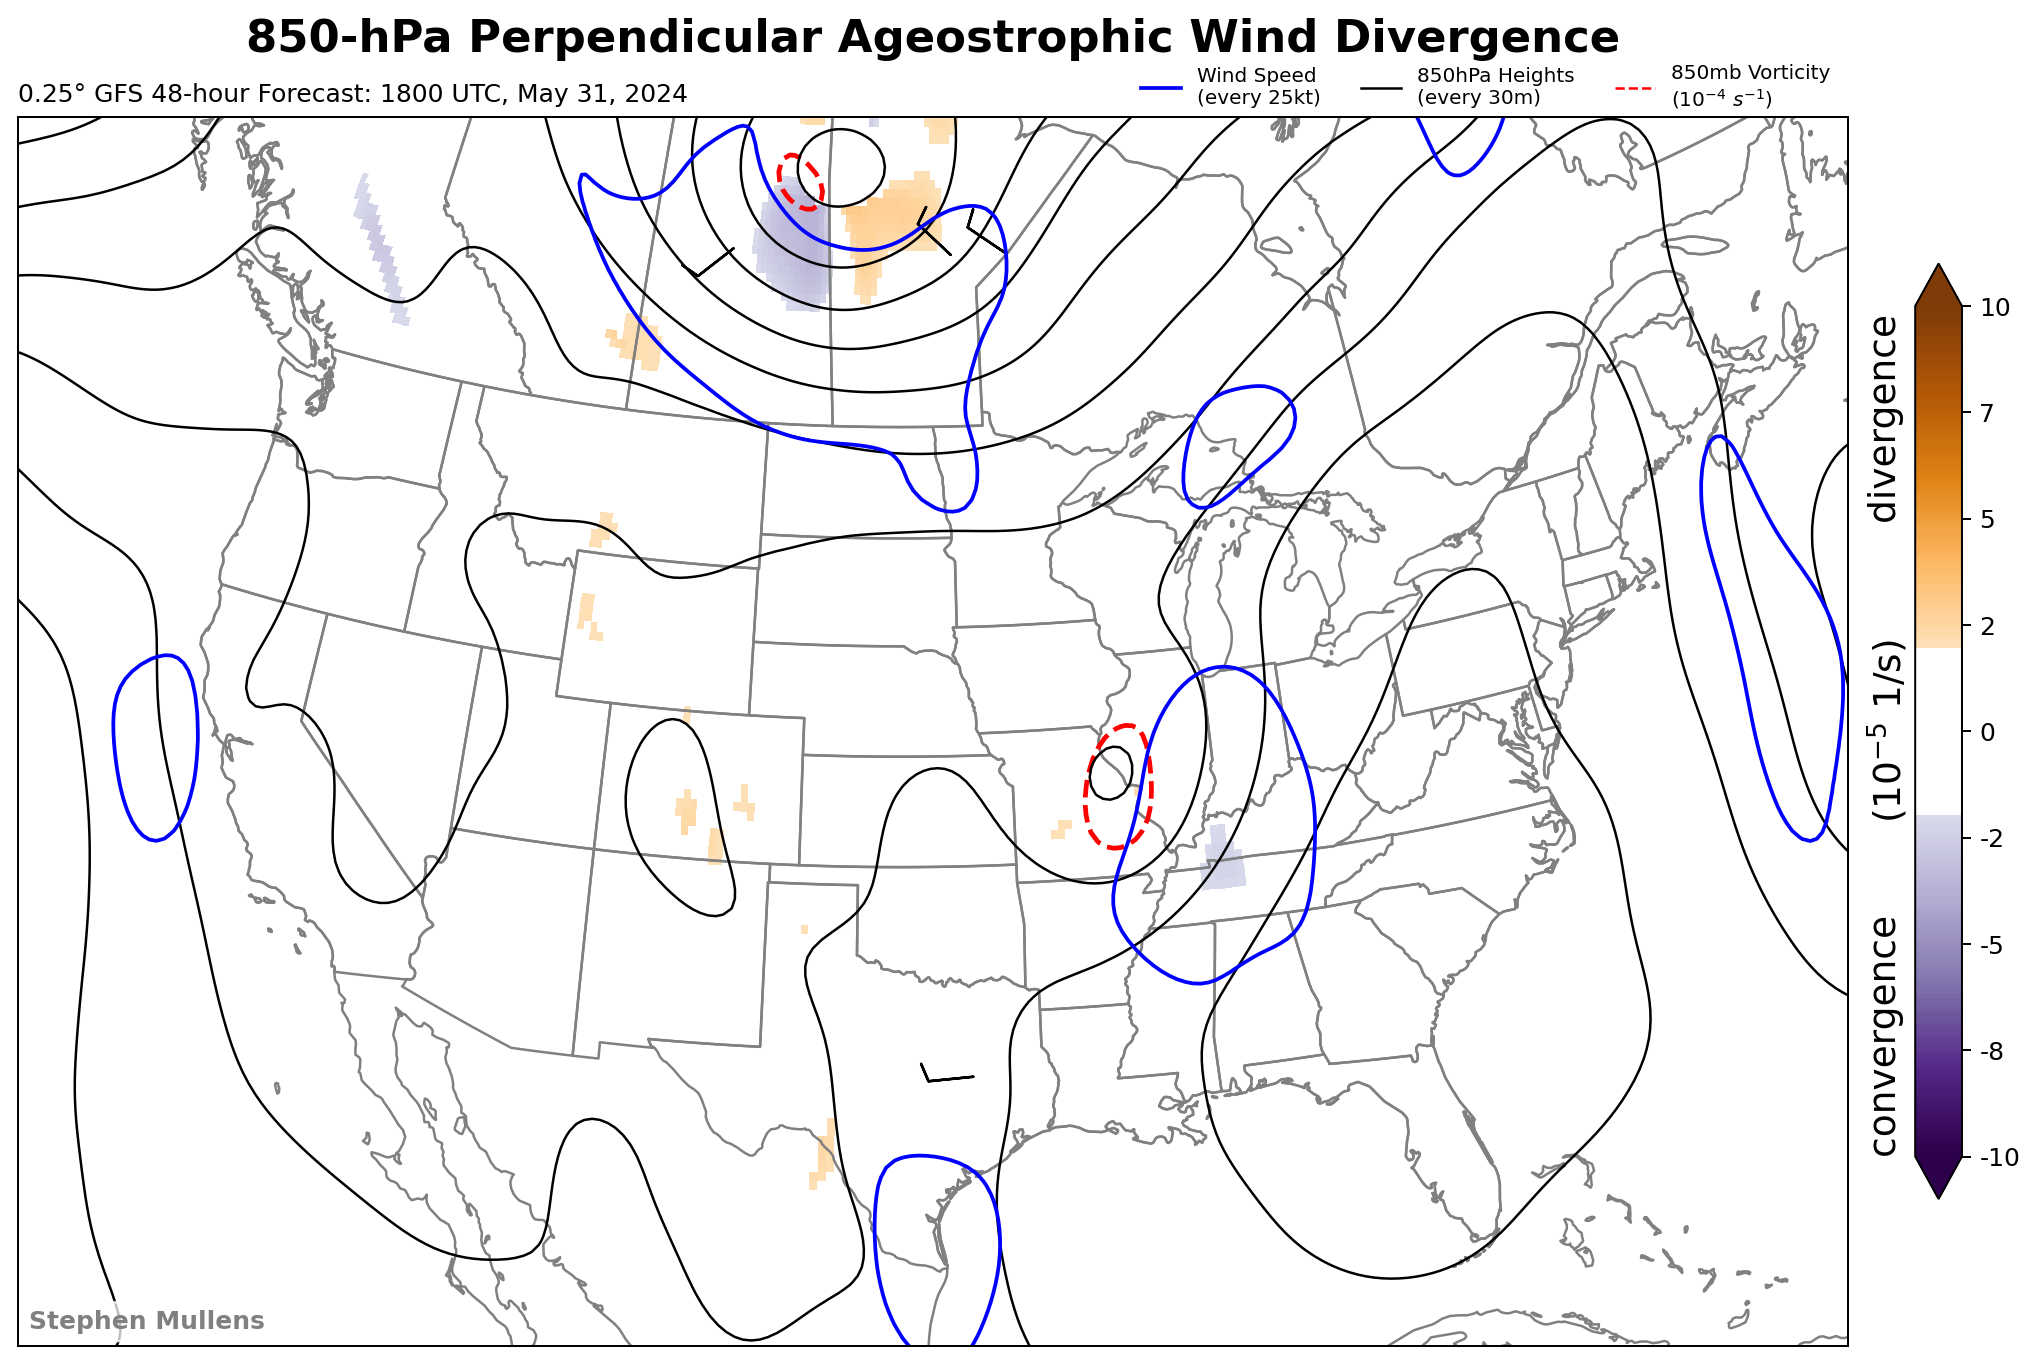 850-hPa Perpendicular Ageostrophic Wind Divergence
0.25° GFS 48-hour Forecast: 1800 UTC, May 31, 2024
Wind Speed
(every 25kt)
850hPa Heights
(every 30m)
850mb Vorticity
(10⁻⁴ s⁻¹)
10
7
5
2
0
-2
-5
-8
-10
convergence (10⁻⁵ 1/s) divergence
Stephen Mullens